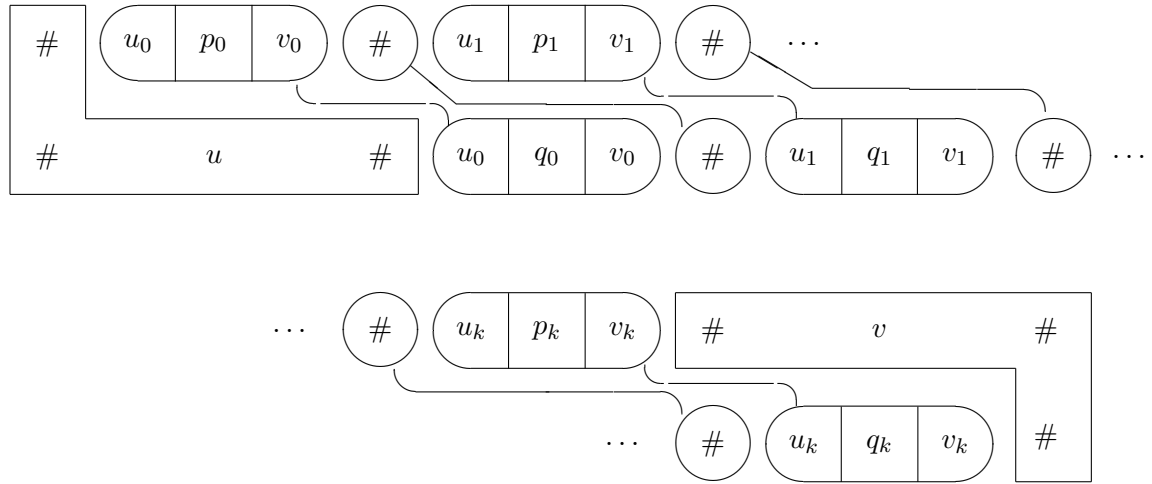 # u₀ p₀ v₀ # u₁ p₁ v₁ # ⋯
# u # u₀ q₀ v₀ # u₁ q₁ v₁ # ⋯
⋯ # uₖ pₖ vₖ # v #
⋯ # uₖ qₖ vₖ #